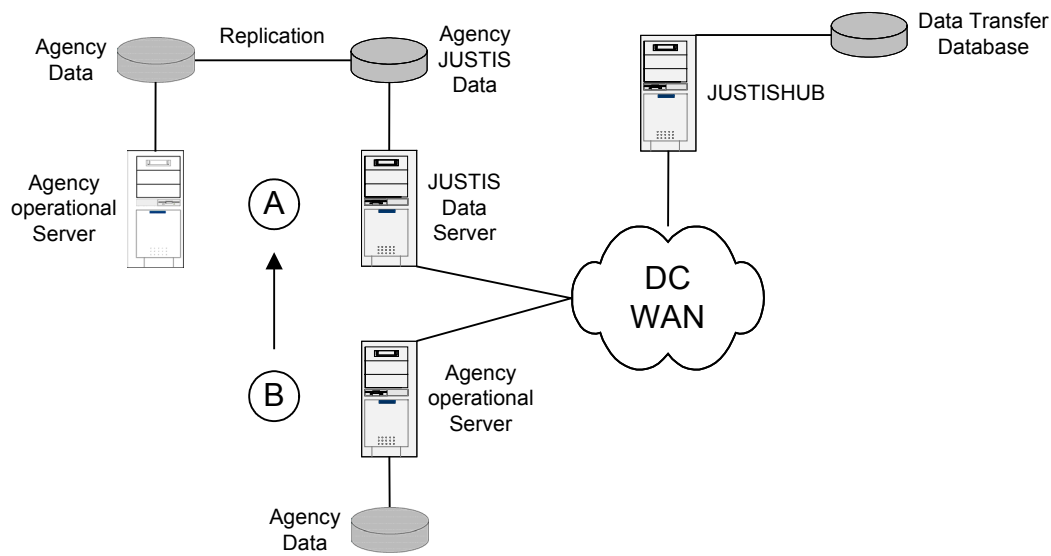 Agency
Data
Replication
Agency
JUSTIS
Data
Data Transfer
Database
JUSTISHUB
Agency
operational
Server
A
JUSTIS
Data
Server
DC
WAN
B
Agency
operational
Server
Agency
Data